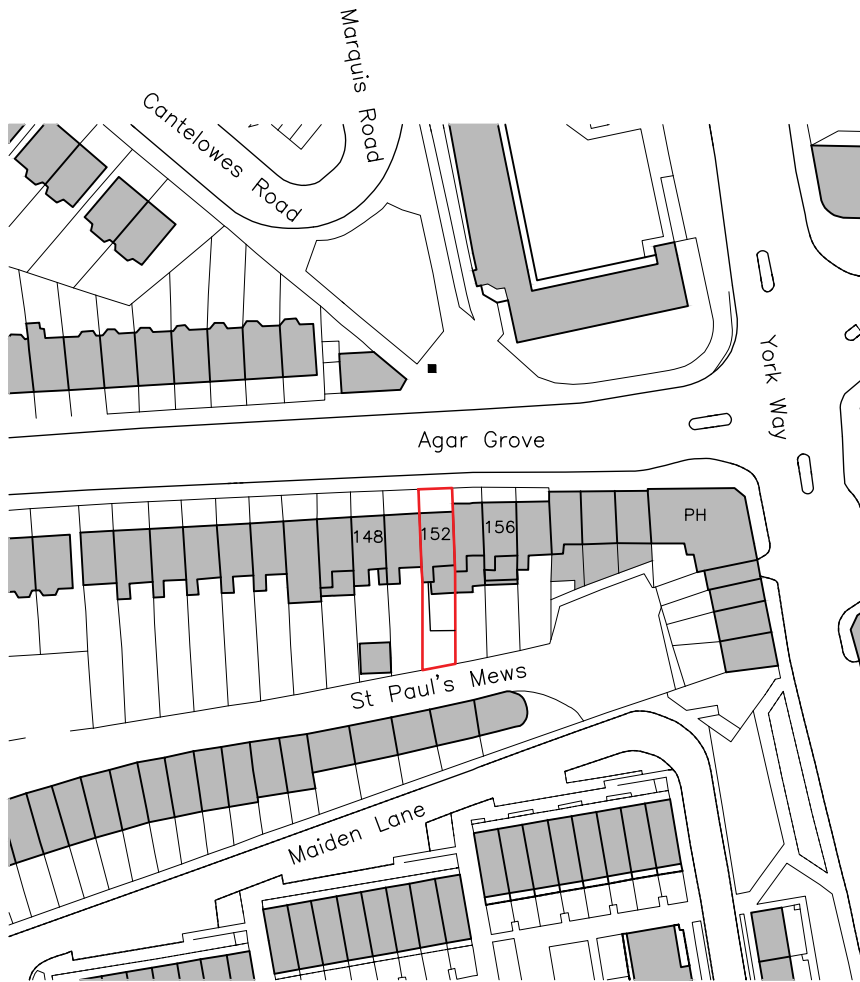 Marquis Road
Cantelowes Road
York Way
Agar Grove
148
152
156
PH
St Paul's Mews
Maiden Lane